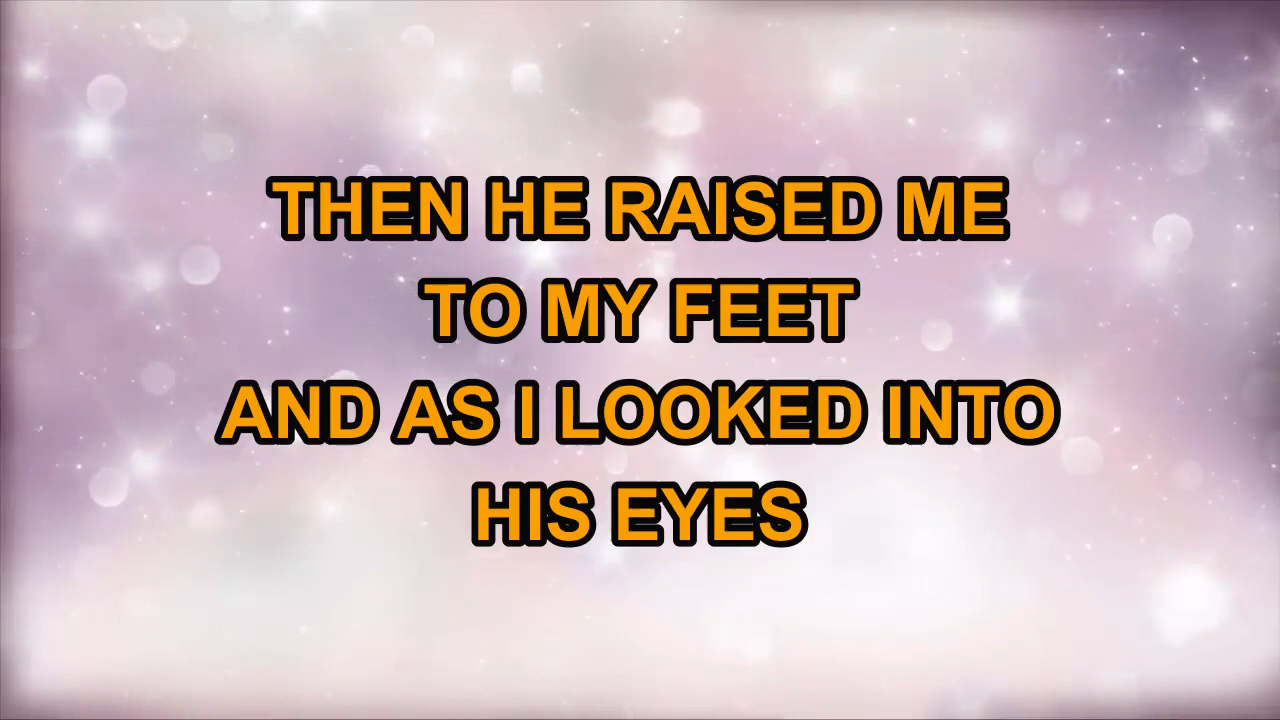 THEN HE RAISED ME
TO MY FEET
AND AS I LOOKED INTO
HIS EYES